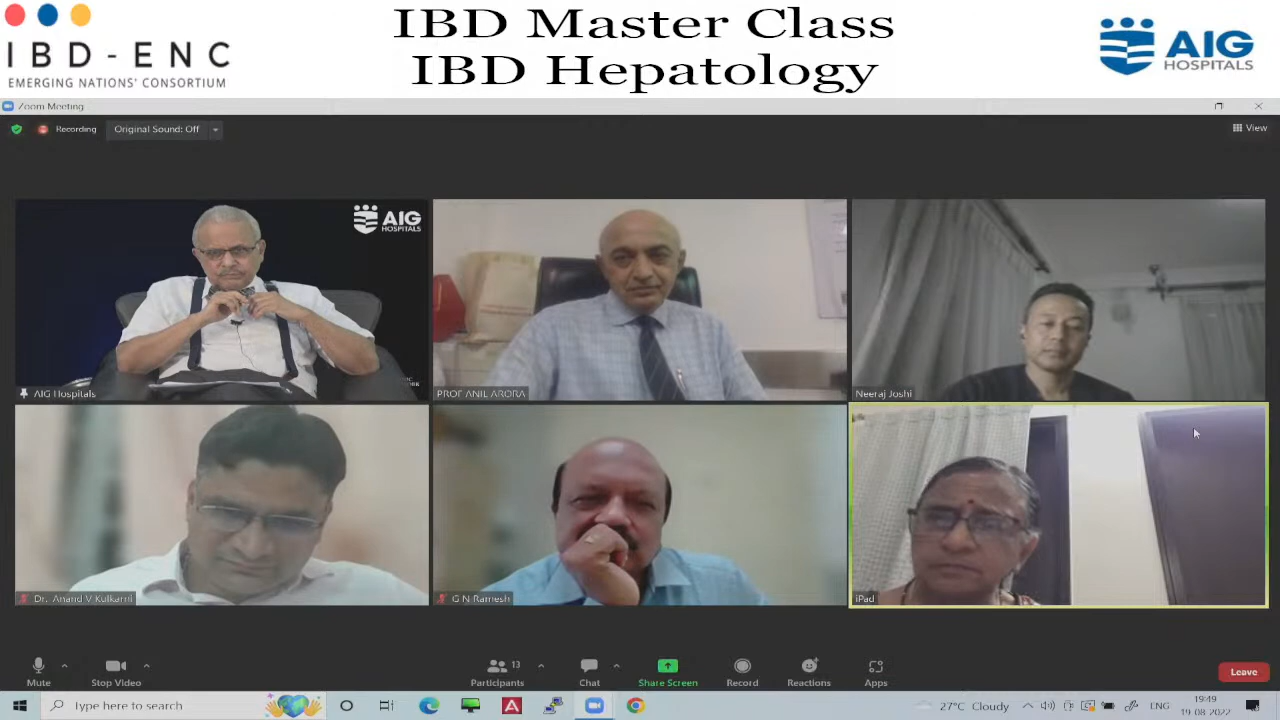 IBD Master Class
IBD Hepatology
IBD-ENC
EMERGING NATIONS' CONSORTIUM
AIG
HOSPITALS
Zoom Meeting
Recording
Original Sound: Off
View
AIG
HOSPITALS
AIG Hospitals
PROF ANIL ARORA
Neeraj Joshi
Dr. Anand V Kulkarni
G N Ramesh
iPad
Mute
Stop Video
13
Participants
Chat
Share Screen
Record
Reactions
Apps
Leave
Type here to search
27°C Cloudy
ENG
19:49
19-08-2022